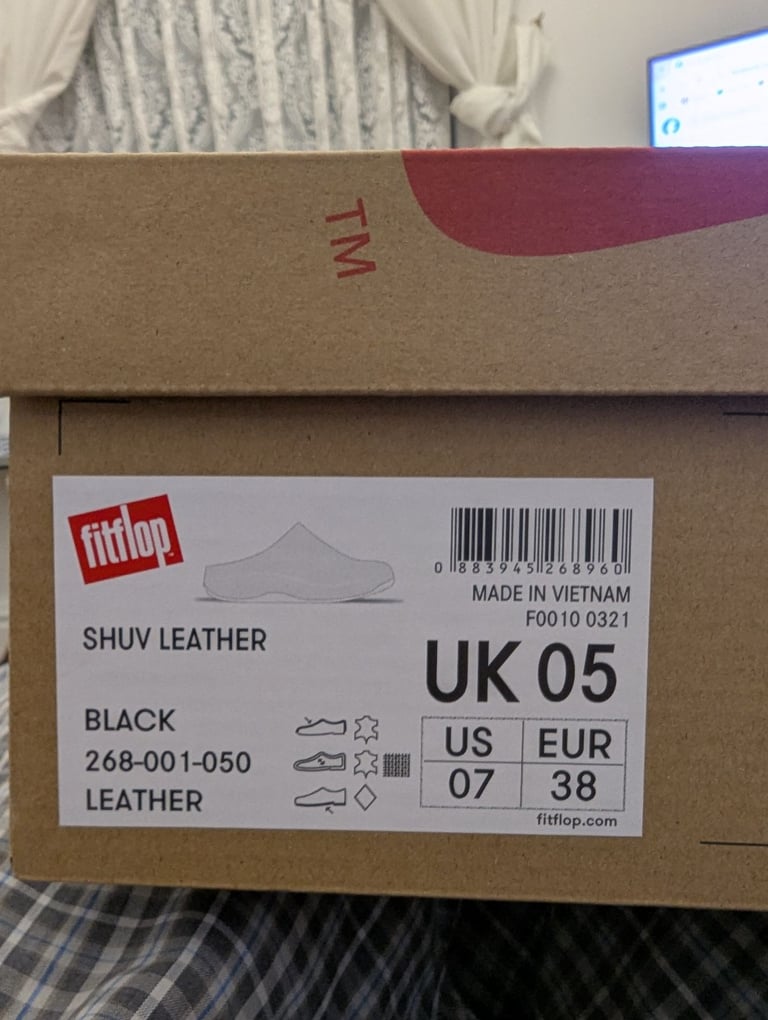 TM
fitflop
0 883945 268960
MADE IN VIETNAM
F0010 0321
SHUV LEATHER
UK 05
BLACK
268-001-050
LEATHER
US EUR
07 38
fitflop.com